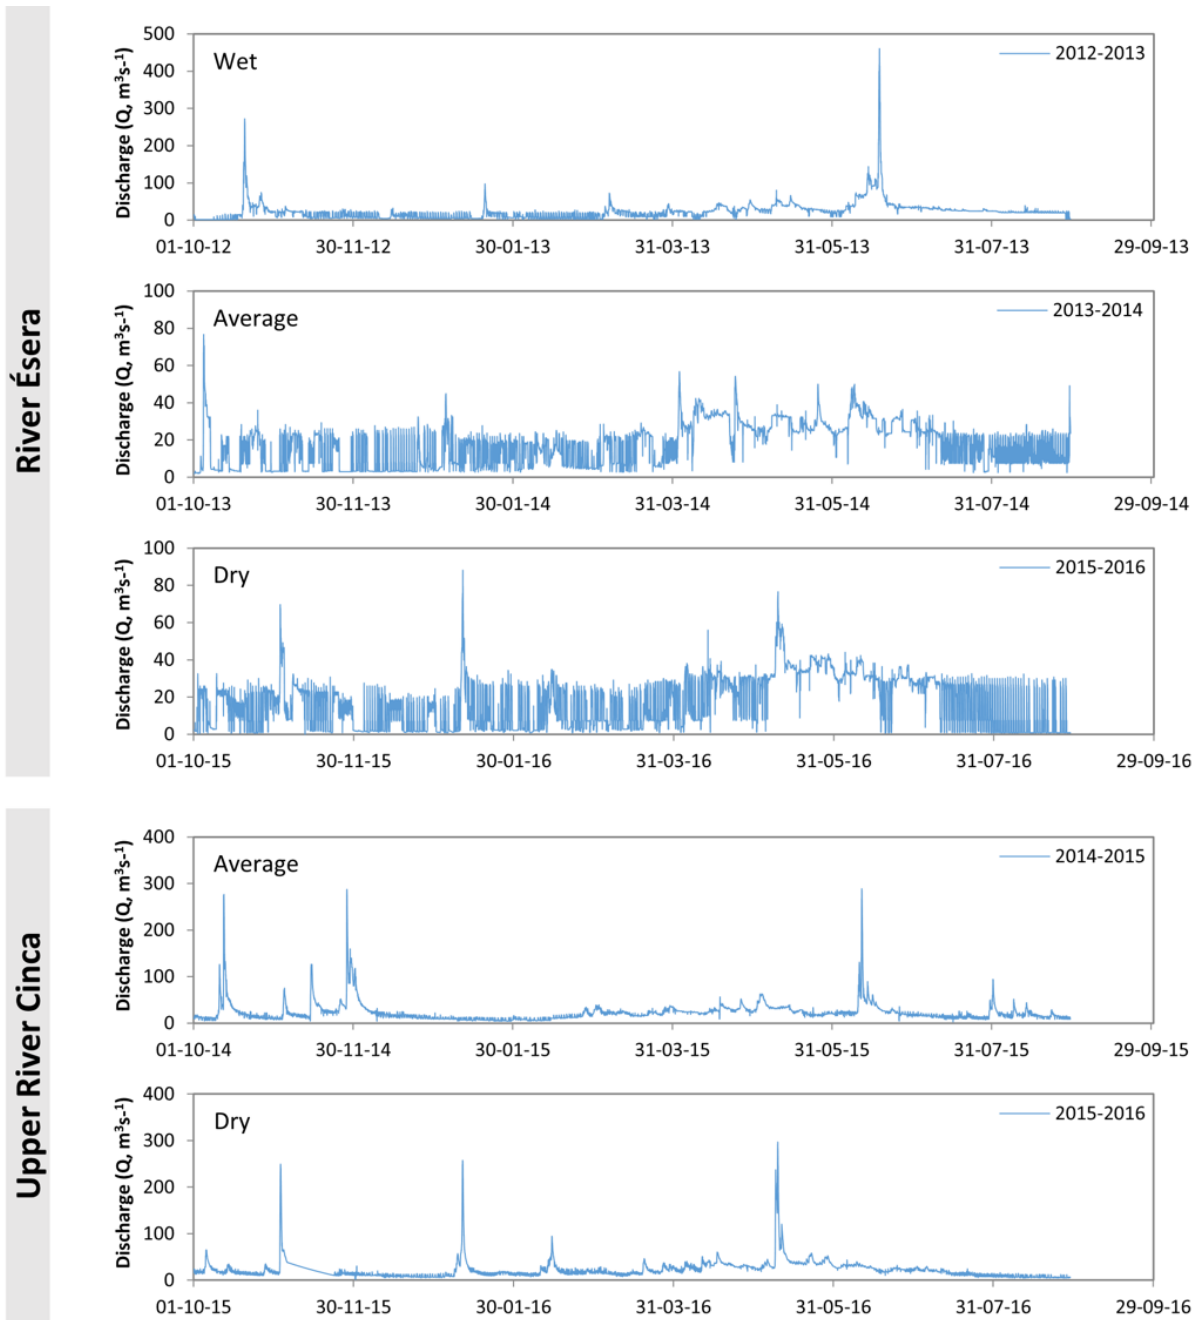 River Ésera
Wet
2012-2013
Discharge (Q, m³s-¹)
500
400
300
200
100
0
01-10-12 30-11-12 30-01-13 31-03-13 31-05-13 31-07-13 29-09-13
Average
2013-2014
Discharge (Q, m³s-¹)
100
80
60
40
20
0
01-10-13 30-11-13 30-01-14 31-03-14 31-05-14 31-07-14 29-09-14
Dry
2015-2016
Discharge (Q, m³s-¹)
100
80
60
40
20
0
01-10-15 30-11-15 30-01-16 31-03-16 31-05-16 31-07-16 29-09-16
Upper River Cinca
Average
2014-2015
Discharge (Q, m³s-¹)
400
300
200
100
0
01-10-14 30-11-14 30-01-15 31-03-15 31-05-15 31-07-15 29-09-15
Dry
2015-2016
Discharge (Q, m³s-¹)
400
300
200
100
0
01-10-15 30-11-15 30-01-16 31-03-16 31-05-16 31-07-16 29-09-16